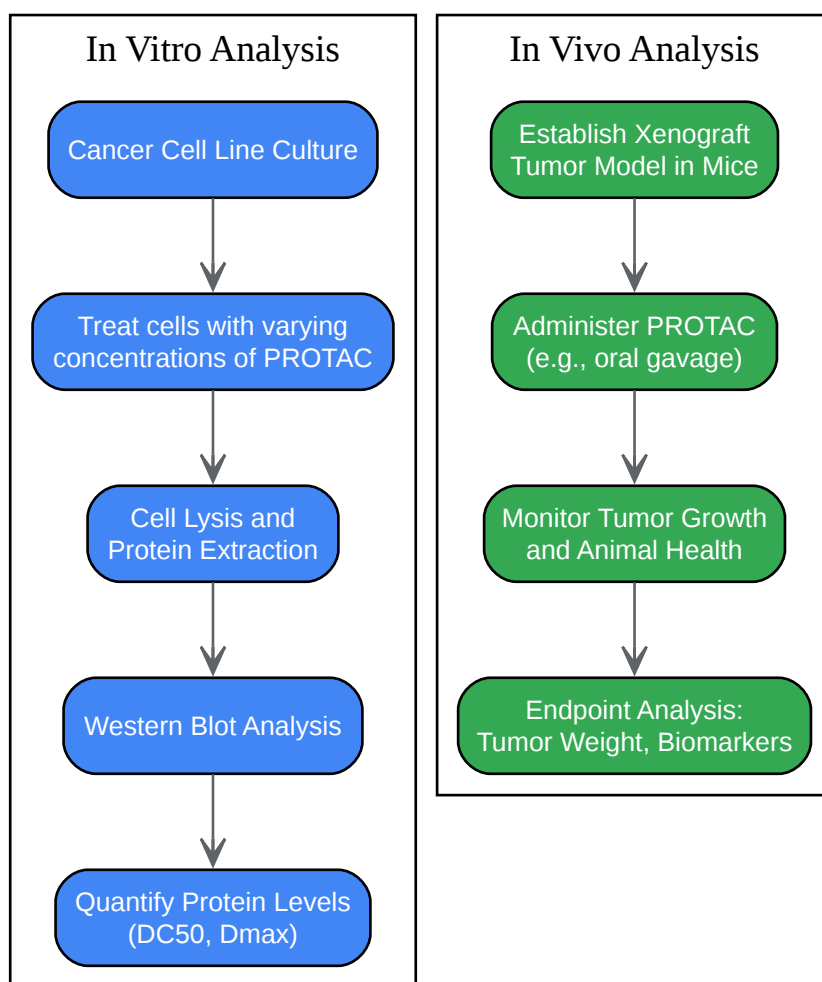 In Vitro Analysis
Cancer Cell Line Culture
Treat cells with varying
concentrations of PROTAC
Cell Lysis and
Protein Extraction
Western Blot Analysis
Quantify Protein Levels
(DC50, Dmax)
In Vivo Analysis
Establish Xenograft
Tumor Model in Mice
Administer PROTAC
(e.g., oral gavage)
Monitor Tumor Growth
and Animal Health
Endpoint Analysis:
Tumor Weight, Biomarkers